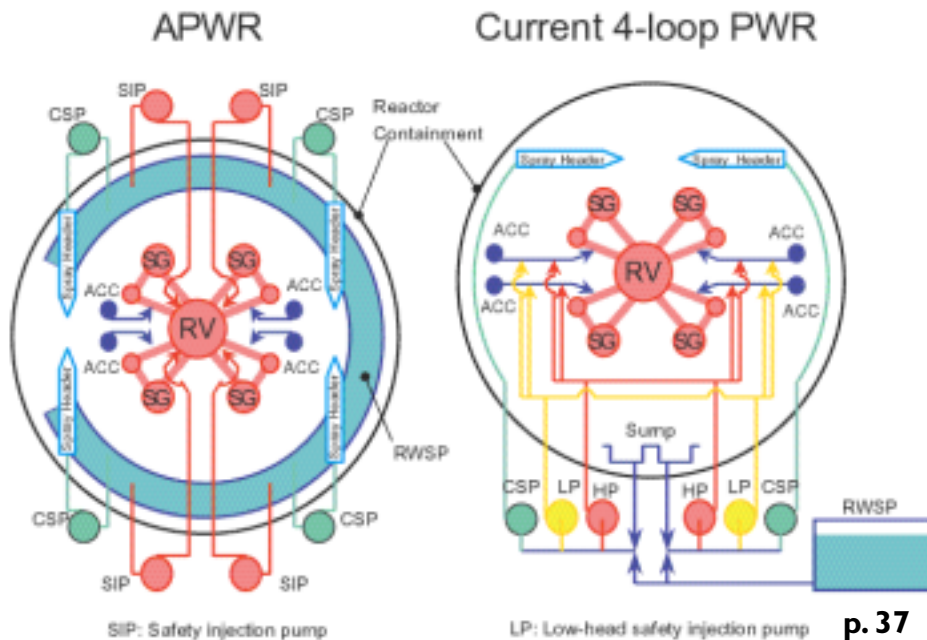 APWR
Current 4-loop PWR
SIP
SIP
CSP
CSP
Reactor
Containment
Spray Header
Spray Header
Spray Header
Spray Header
SG
SG
ACC
ACC
RV
ACC
ACC
SG
SG
RWSP
CSP
CSP
SIP
SIP
SIP: Safety injection pump
Spray Header
Spray Header
SG
SG
ACC
ACC
RV
ACC
ACC
SG
SG
Sump
CSP
LP
HP
HP
LP
CSP
RWSP
LP: Low-head safety injection pump
p. 37